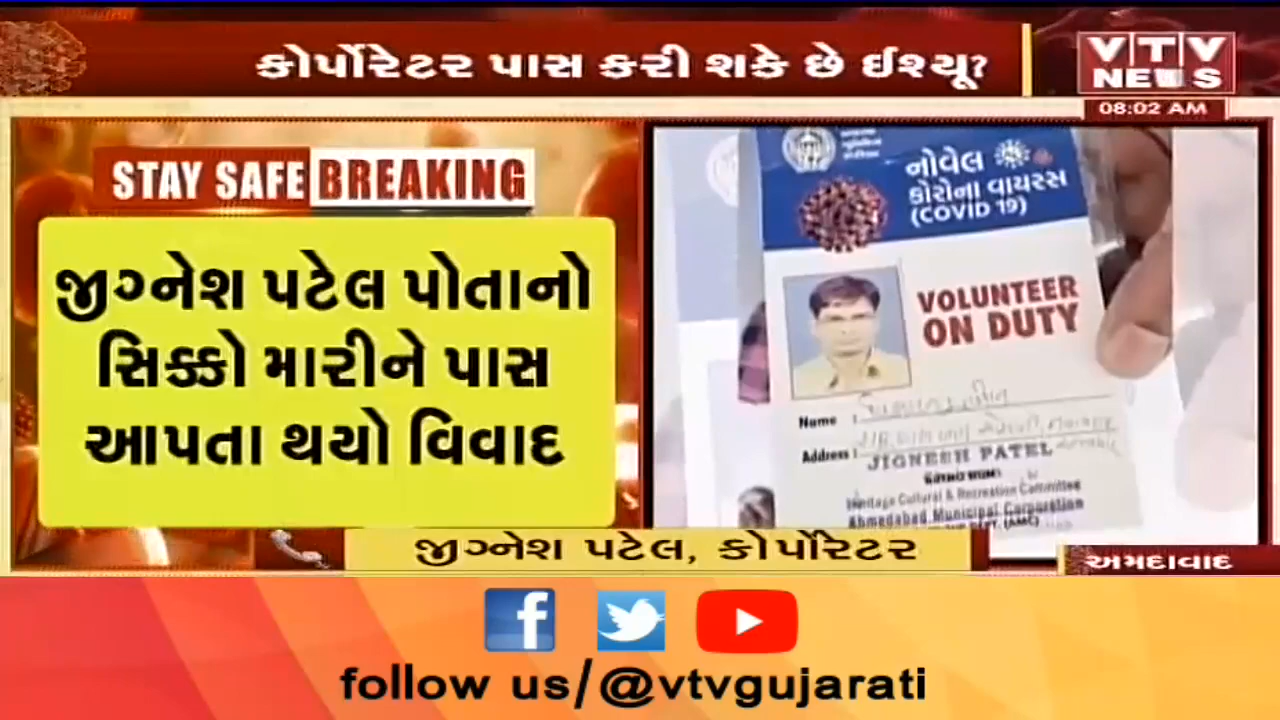 કોર્પોરેટર પાસ કરી શકે છે ઈશ્યૂ?
VTV
NEWS
08:02 AM
STAY SAFE BREAKING
જીગ્નેશ પટેલ પોતાનો
સિક્કો મારીને પાસ
આપતા થયો વિવાદ
નોવેલ
કોરોના વાયરસ
(COVID 19)
VOLUNTEER
ON DUTY
Name :
Address :
JIGNESH PATEL
Heritage Cultural & Recreation Committee
Ahmedabad Municipal Corporation
DEPT. (AMC)
જીગ્નેશ પટેલ, કોર્પોરેટર
અમદાવાદ
follow us/@vtvgujarati